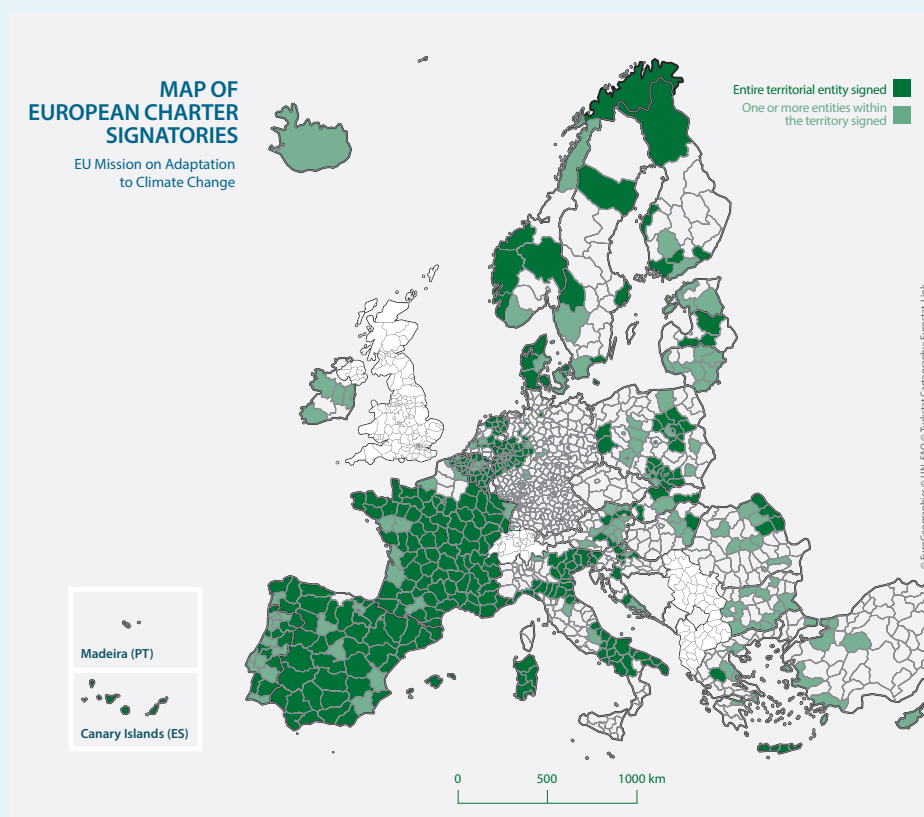 MAP OF
EUROPEAN CHARTER
SIGNATORIES
EU Mission on Adaptation
to Climate Change
Entire territorial entity signed
One or more entities within
the territory signed
Madeira (PT)
Canary Islands (ES)
0 500 1000 km